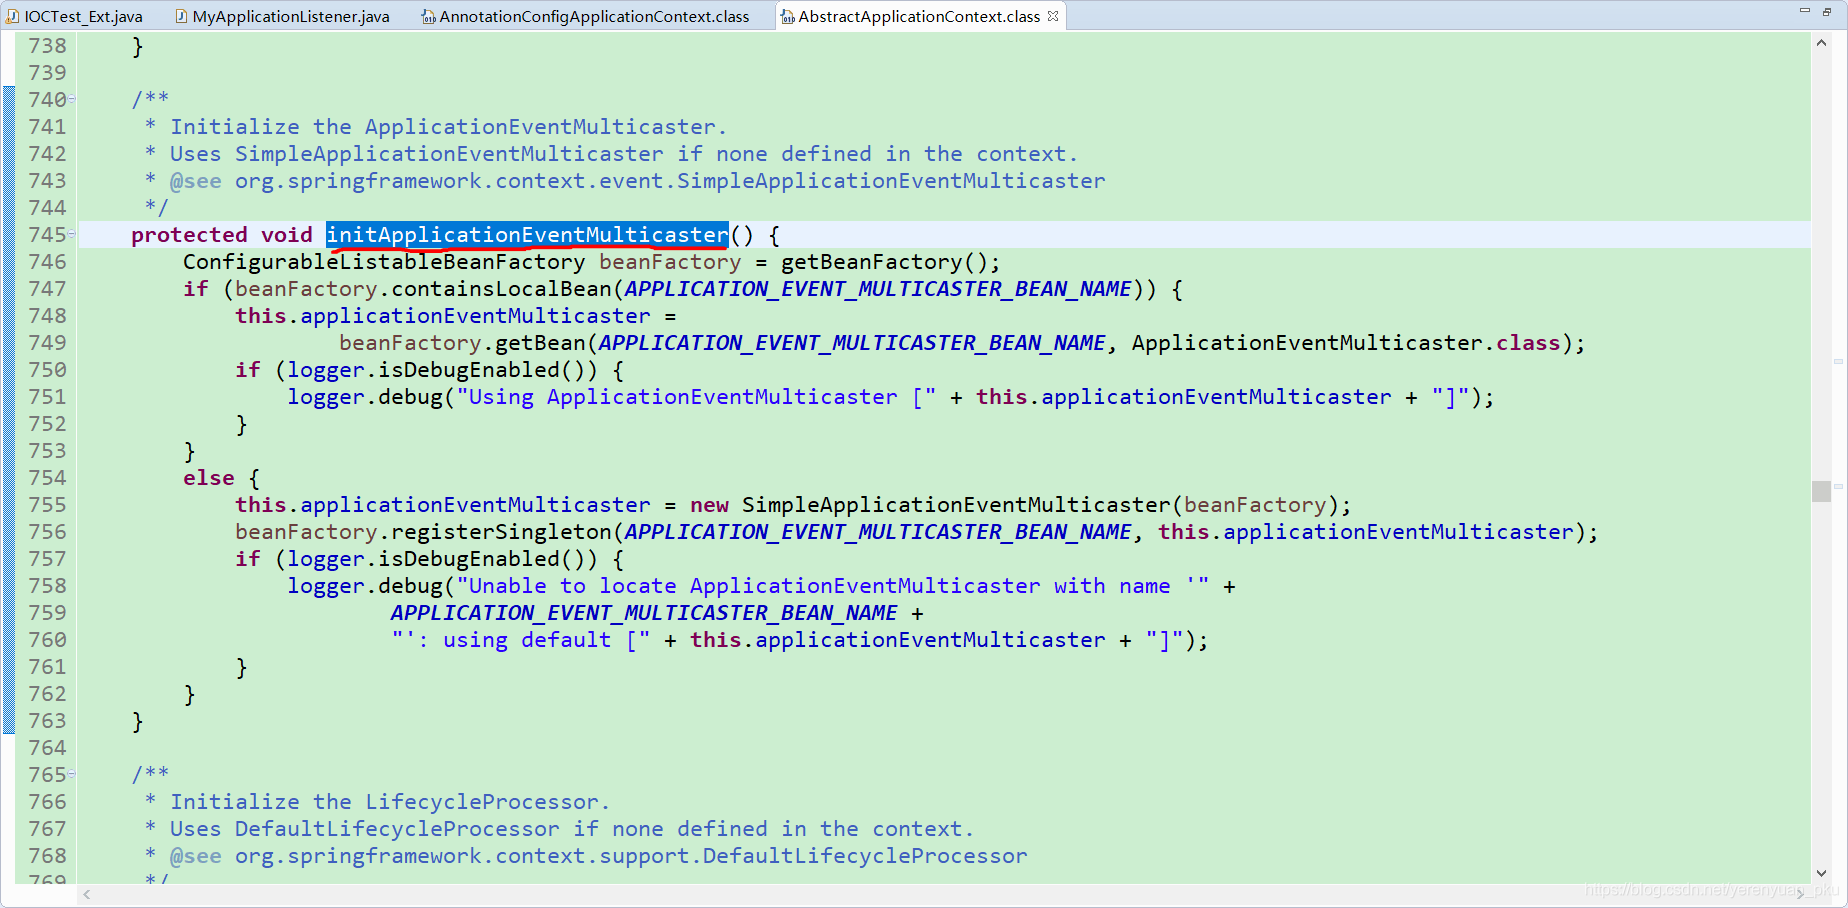 IOCTest_Ext.java MyApplicationListener.java AnnotationConfigApplicationContext.class AbstractApplicationContext.class
738 }
739
740 /**
741 * Initialize the ApplicationEventMulticaster.
742 * Uses SimpleApplicationEventMulticaster if none defined in the context.
743 * @see org.springframework.context.event.SimpleApplicationEventMulticaster
744 */
745 protected void initApplicationEventMulticaster() {
746 ConfigurableListableBeanFactory beanFactory = getBeanFactory();
747 if (beanFactory.containsLocalBean(APPLICATION_EVENT_MULTICASTER_BEAN_NAME)) {
748 this.applicationEventMulticaster =
749 beanFactory.getBean(APPLICATION_EVENT_MULTICASTER_BEAN_NAME, ApplicationEventMulticaster.class);
750 if (logger.isDebugEnabled()) {
751 logger.debug("Using ApplicationEventMulticaster [" + this.applicationEventMulticaster + "]");
752 }
753 }
754 else {
755 this.applicationEventMulticaster = new SimpleApplicationEventMulticaster(beanFactory);
756 beanFactory.registerSingleton(APPLICATION_EVENT_MULTICASTER_BEAN_NAME, this.applicationEventMulticaster);
757 if (logger.isDebugEnabled()) {
758 logger.debug("Unable to locate ApplicationEventMulticaster with name '" +
759 APPLICATION_EVENT_MULTICASTER_BEAN_NAME +
760 "': using default [" + this.applicationEventMulticaster + "]");
761 }
762 }
763 }
764
765 /**
766 * Initialize the LifecycleProcessor.
767 * Uses DefaultLifecycleProcessor if none defined in the context.
768 * @see org.springframework.context.support.DefaultLifecycleProcessor
769 */
https://blog.csdn.net/yerenyuan_pku